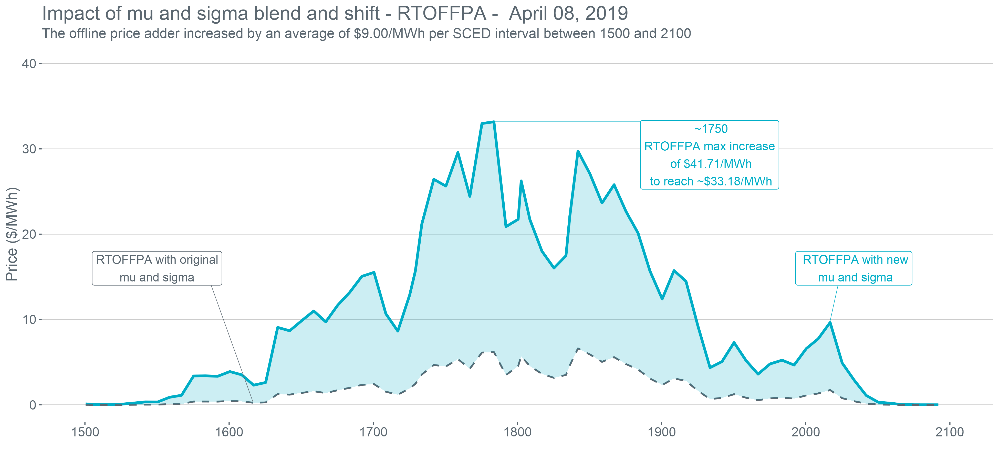 Impact of mu and sigma blend and shift - RTOFFPA -  April 08, 2019
The offline price adder increased by an average of $9.00/MWh per SCED interval between 1500 and 2100
Price ($/MWh)
40
30
20
10
0
~1750
RTOFFPA max increase
of $41.71/MWh
to reach ~$33.18/MWh
RTOFFPA with original
mu and sigma
RTOFFPA with new
mu and sigma
1500 1600 1700 1800 1900 2000 2100